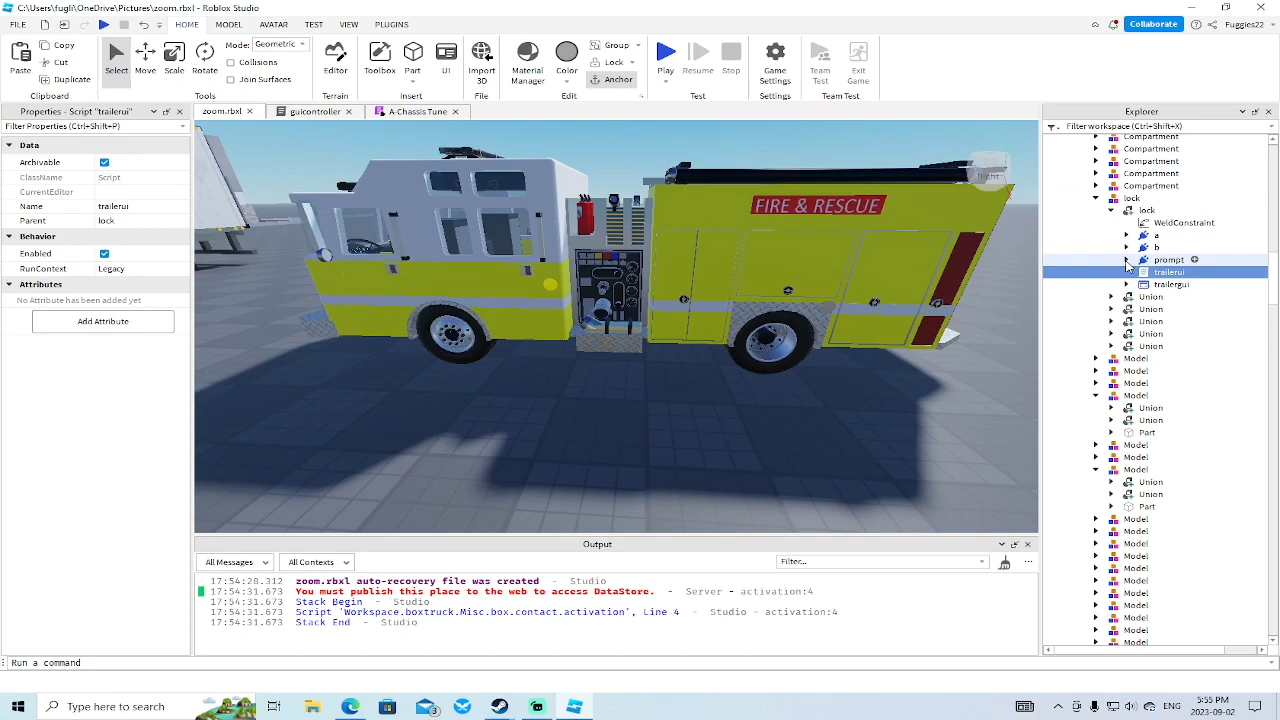 C:\Users\fugli\OneDrive\Pictures\zoom.rbxl - Roblox Studio
FILE HOME MODEL AVATAR TEST VIEW PLUGINS Collaborate Fuggies22
Paste Copy Cut Duplicate Clipboard
Select Move Scale Rotate Mode: Geometric Collisions Join Surfaces Tools
Editor Terrain
Toolbox Part UI Insert
Import 3D File
Material Manager Color Group Lock Anchor Edit
Play Resume Stop Test
Game Settings Settings
Team Test Exit Game Team Test
Properties - Script "trailerui"
Filter Properties (Ctrl+Shift+P)
Data
Archivable
ClassName Script
CurrentEditor
Name trailerui
Parent lock
Behavior
Enabled
RunContext Legacy
Attributes
No Attribute has been added yet
Add Attribute
zoom.rbxl guicontroller A-Chassis Tune
FIRE & RESCUE
Right
Output
All Messages All Contexts Filter...
17:54:28.312 zoom.rbxl auto-recovery file was created - Studio
17:54:31.673 You must publish this place to the web to access DataStore. - Server - activation:4
17:54:31.673 Stack Begin - Studio
17:54:31.673 Script 'Workspace.boxtruck.Misc.box.contact.activation', Line 4 - Studio - activation:4
17:54:31.673 Stack End - Studio
Run a command
Explorer
Filter workspace (Ctrl+Shift+X)
Compartment
Compartment
Compartment
Compartment
Compartment
lock
lock
WeldConstraint
a
b
prompt
trailerui
trailergui
Union
Union
Union
Union
Union
Model
Model
Model
Model
Union
Union
Part
Model
Model
Model
Union
Union
Part
Model
Model
Model
Model
Model
Model
Model
Model
Model
Model
Model
Type here to search
ENG 5:55 PM
2023-09-02